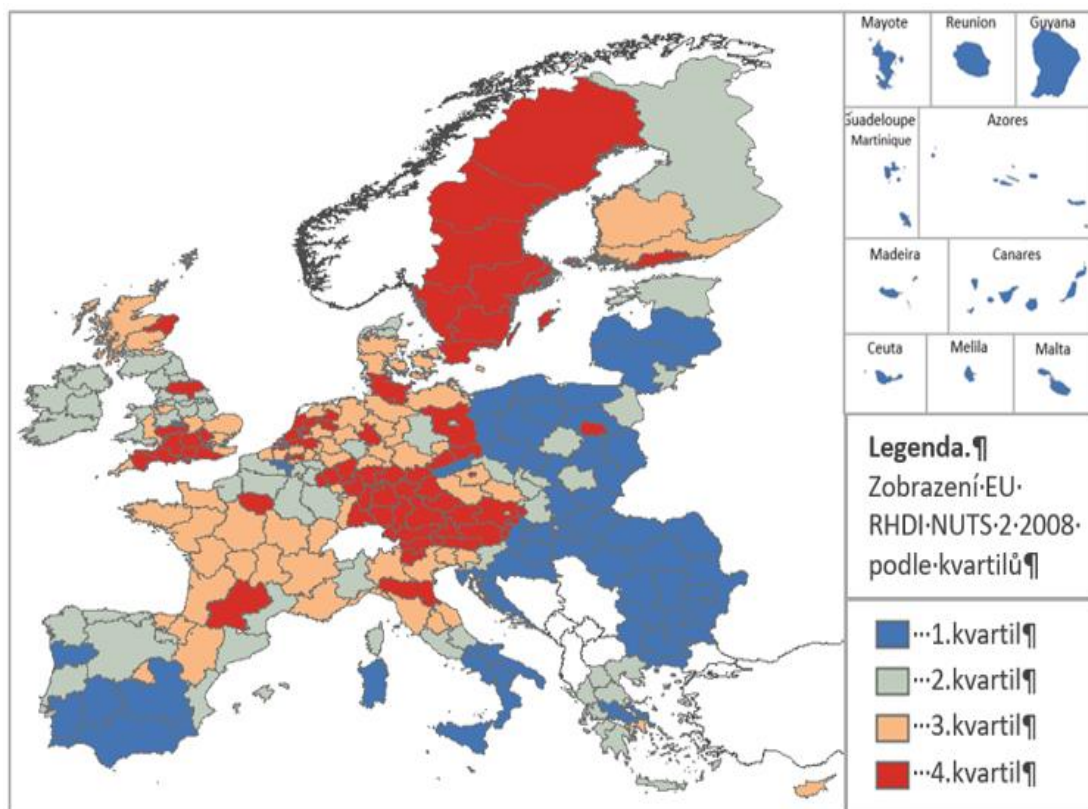 Mayote
Reunion
Guyana
Guadeloupe
Martinique
Azores
Madeira
Canares
Ceuta
Melila
Malta
Legenda.¶
Zobrazení·EU·
RHDI·NUTS·2·2008·
podle·kvartilů¶
···1.kvartil¶
···2.kvartil¶
···3.kvartil¶
···4.kvartil¶